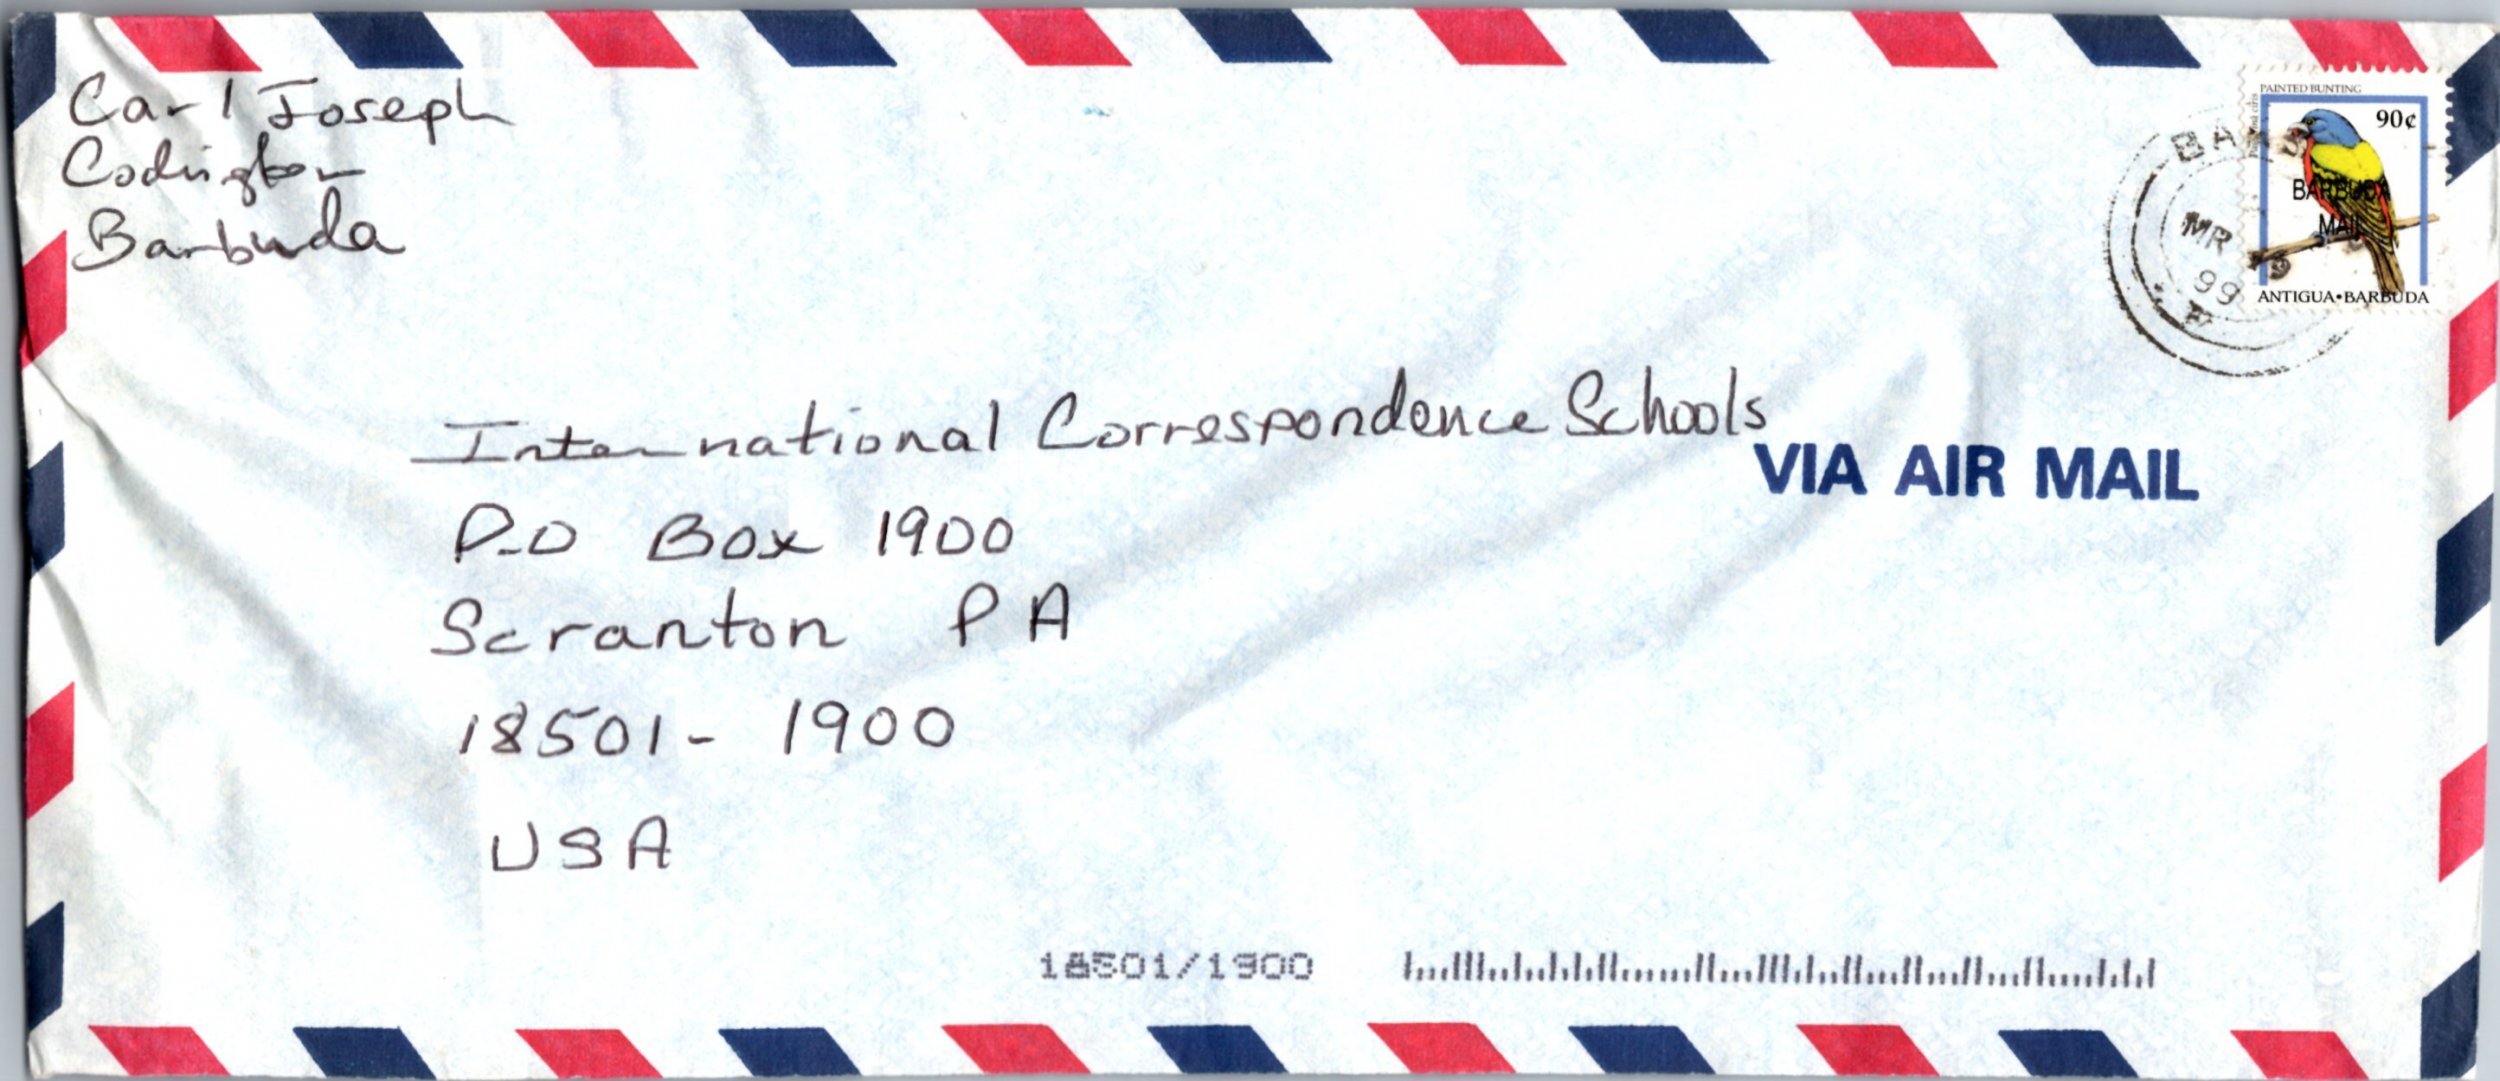 Carl Joseph
Codrington
Barbuda
PAINTED BUNTING
90¢
BARBUDA
MAIL
ANTIGUA•BARBUDA
MR
99
International Correspondence Schools
VIA AIR MAIL
P.O Box 1900
Scranton PA
18501- 1900
USA
18501/1900